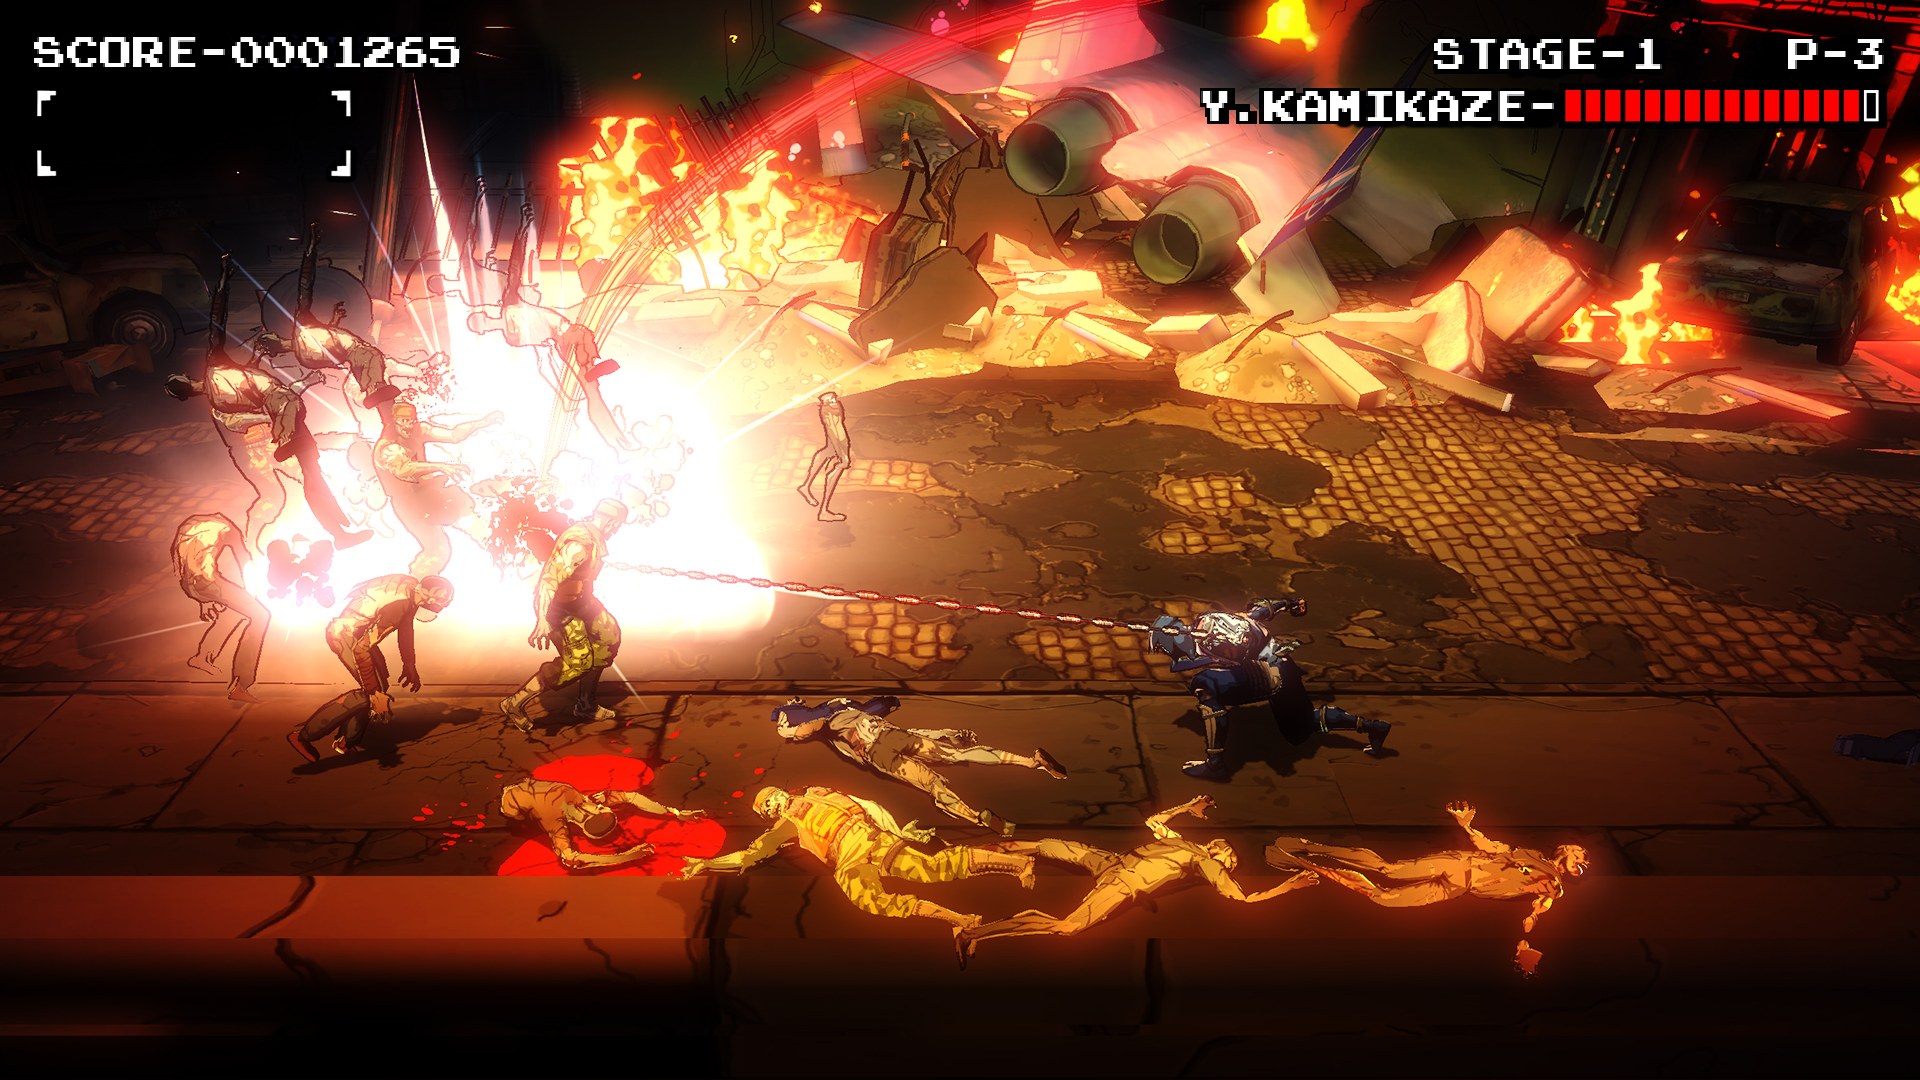 SCORE-0001265
STAGE-1 P-3
Y.KAMIKAZE-